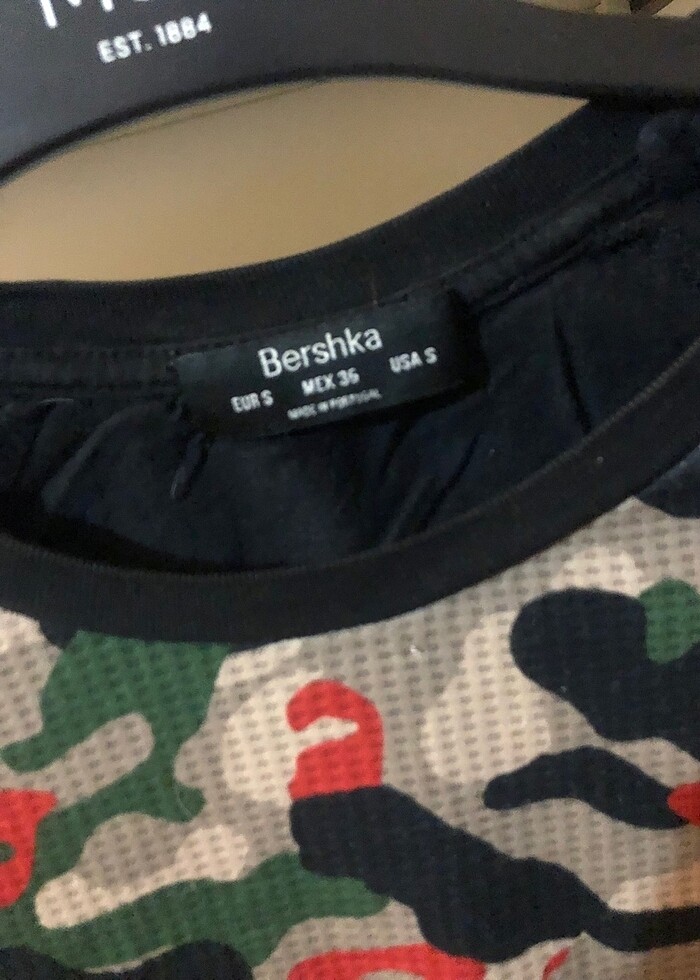 EST. 1884
Bershka
EUR S MEX 36 USA S
MADE IN PORTUGAL